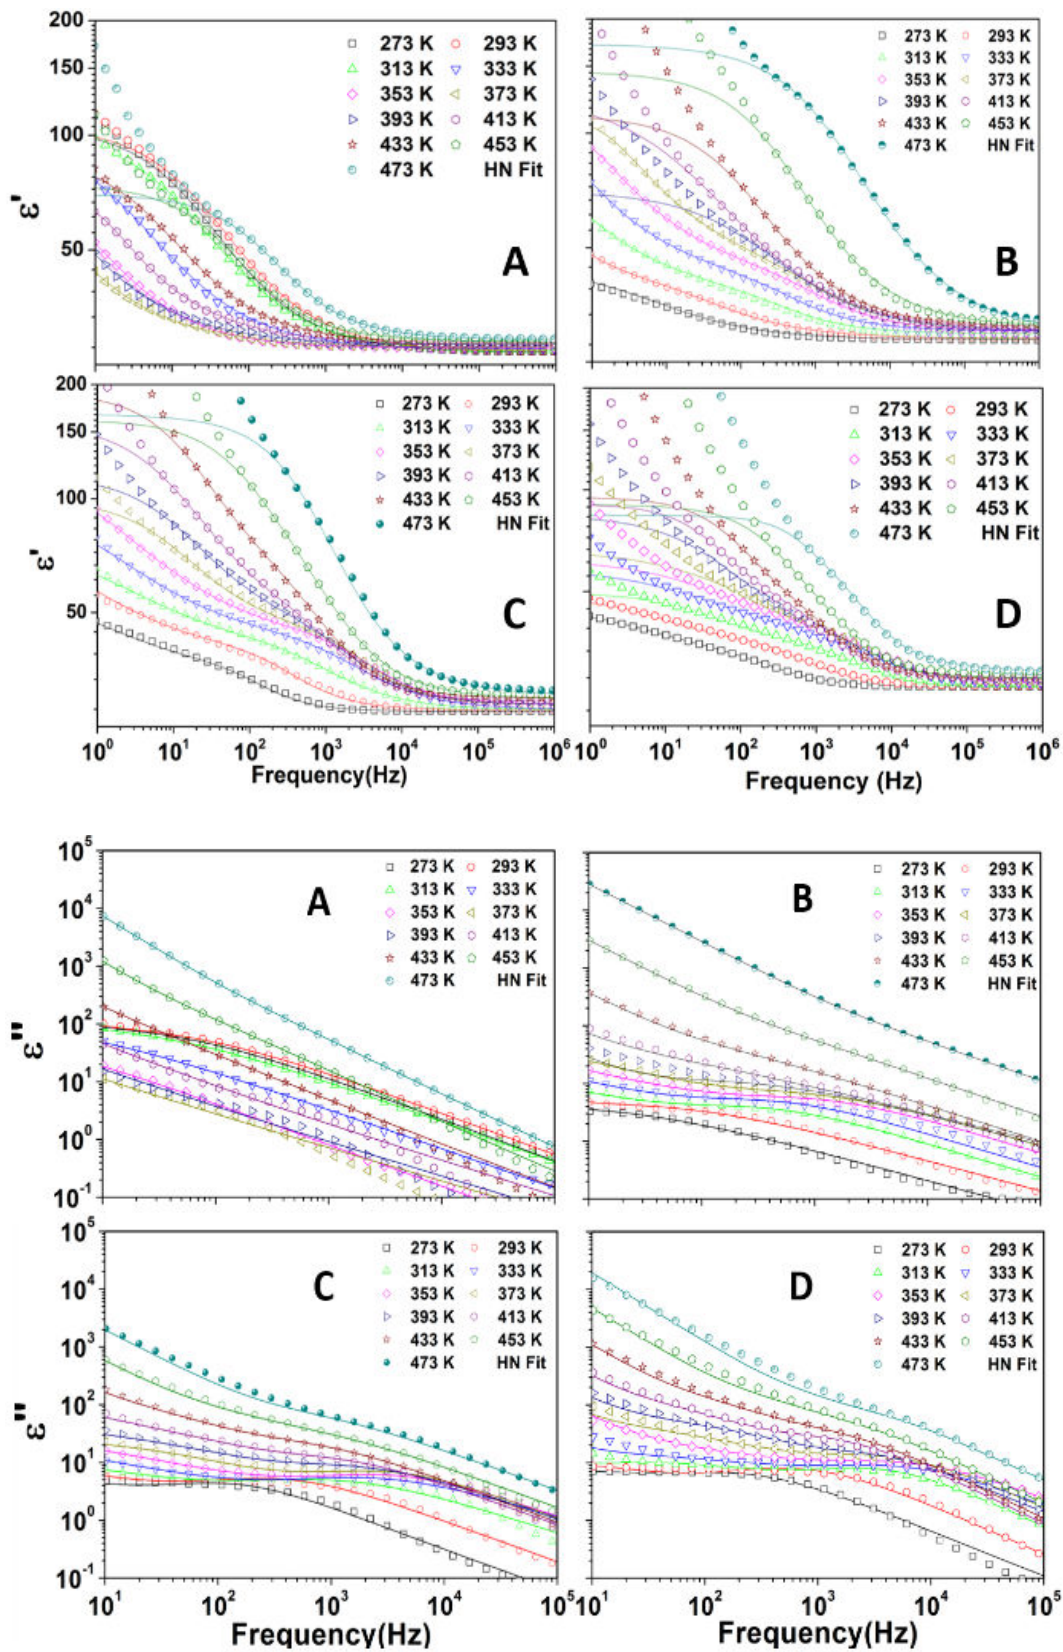 200
150
100
50
ε'
273 K 293 K
313 K 333 K
353 K 373 K
393 K 413 K
433 K 453 K
473 K HN Fit
A
273 K 293 K
313 K 333 K
353 K 373 K
393 K 413 K
433 K 453 K
473 K HN Fit
B
200
150
100
50
ε'
273 K 293 K
313 K 333 K
353 K 373 K
393 K 413 K
433 K 453 K
473 K HN Fit
C
10⁰ 10¹ 10² 10³ 10⁴ 10⁵ 10⁶
Frequency(Hz)
273 K 293 K
313 K 333 K
353 K 373 K
393 K 413 K
433 K 453 K
473 K HN Fit
D
10⁰ 10¹ 10² 10³ 10⁴ 10⁵ 10⁶
Frequency (Hz)
10⁵
10⁴
10³
10²
10¹
10⁰
10⁻¹
ε''
273 K 293 K
313 K 333 K
353 K 373 K
393 K 413 K
433 K 453 K
473 K HN Fit
A
273 K 293 K
313 K 333 K
353 K 373 K
393 K 413 K
433 K 453 K
473 K HN Fit
B
10⁵
10⁴
10³
10²
10¹
10⁰
10⁻¹
ε''
273 K 293 K
313 K 333 K
353 K 373 K
393 K 413 K
433 K 453 K
473 K HN Fit
C
10¹ 10² 10³ 10⁴ 10⁵
Frequency(Hz)
273 K 293 K
313 K 333 K
353 K 373 K
393 K 413 K
433 K 453 K
473 K HN Fit
D
10¹ 10² 10³ 10⁴ 10⁵
Frequency(Hz)